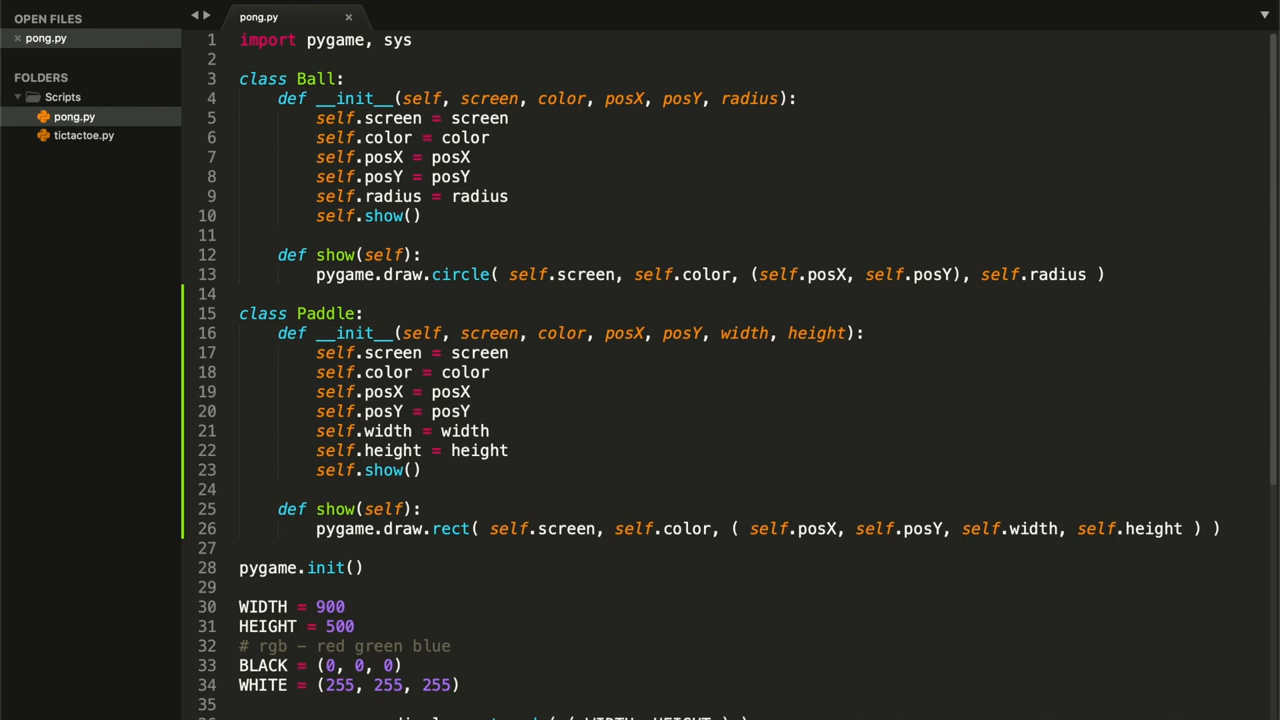 OPEN FILES
× pong.py
FOLDERS
Scripts
pong.py
tictactoe.py
pong.py ×
1 import pygame, sys
2
3 class Ball:
4     def __init__(self, screen, color, posX, posY, radius):
5         self.screen = screen
6         self.color = color
7         self.posX = posX
8         self.posY = posY
9         self.radius = radius
10         self.show()
11
12     def show(self):
13         pygame.draw.circle( self.screen, self.color, (self.posX, self.posY), self.radius )
14
15 class Paddle:
16     def __init__(self, screen, color, posX, posY, width, height):
17         self.screen = screen
18         self.color = color
19         self.posX = posX
20         self.posY = posY
21         self.width = width
22         self.height = height
23         self.show()
24
25     def show(self):
26         pygame.draw.rect( self.screen, self.color, ( self.posX, self.posY, self.width, self.height ) )
27
28 pygame.init()
29
30 WIDTH = 900
31 HEIGHT = 500
32 # rgb - red green blue
33 BLACK = (0, 0, 0)
34 WHITE = (255, 255, 255)
35